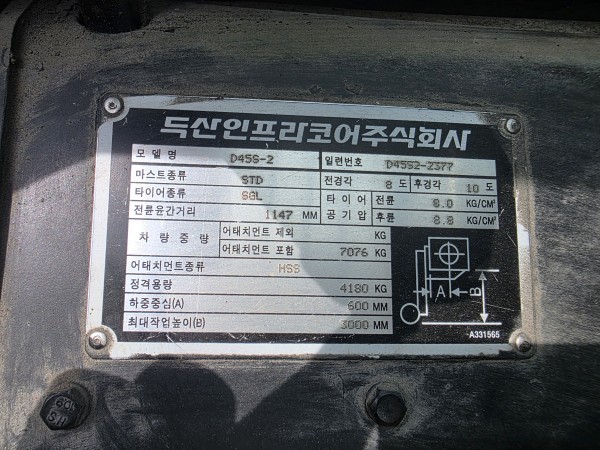 두산인프라코어주식회사
모델명 D45S-2 일련번호 D45S2-2377
마스트종류 STD 전경각 8 도 후경각 10 도
타이어종류 SGL 타이어 공기압 전륜 8.0 KG/CM²
전륜윤간거리 1147 MM 후륜 8.8 KG/CM²
차량중량 어태치먼트 제외 KG
어태치먼트 포함 7076 KG
어태치먼트종류 HSS
정격용량 4180 KG
하중중심(A) 600 MM
최대작업높이(B) 3000 MM
A
B
A331565